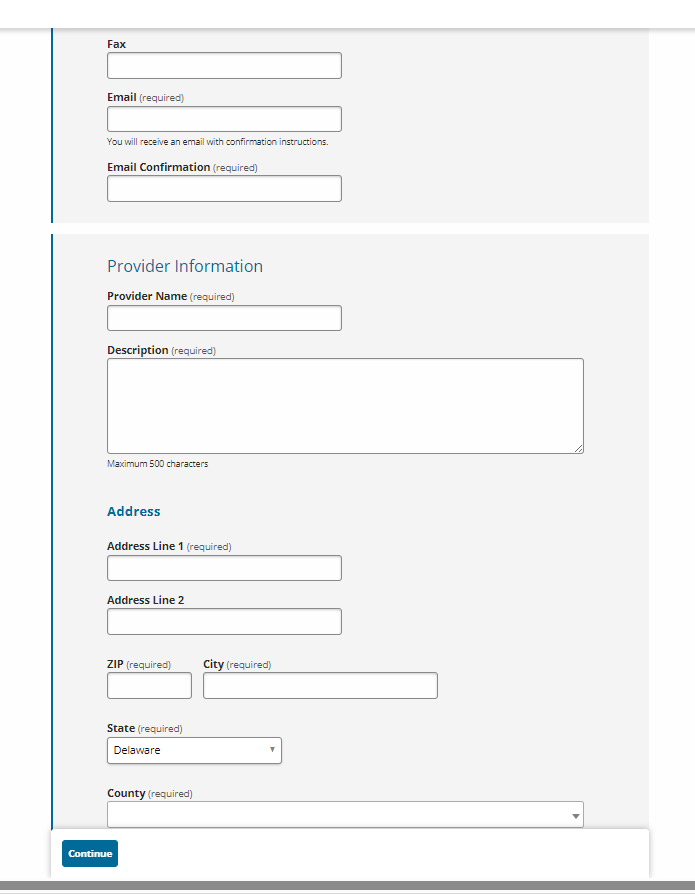 Fax
Email (required)
You will receive an email with confirmation instructions.
Email Confirmation (required)
Provider Information
Provider Name (required)
Description (required)
Maximum 500 characters
Address
Address Line 1 (required)
Address Line 2
ZIP (required) City (required)
State (required)
Delaware
County (required)
Continue